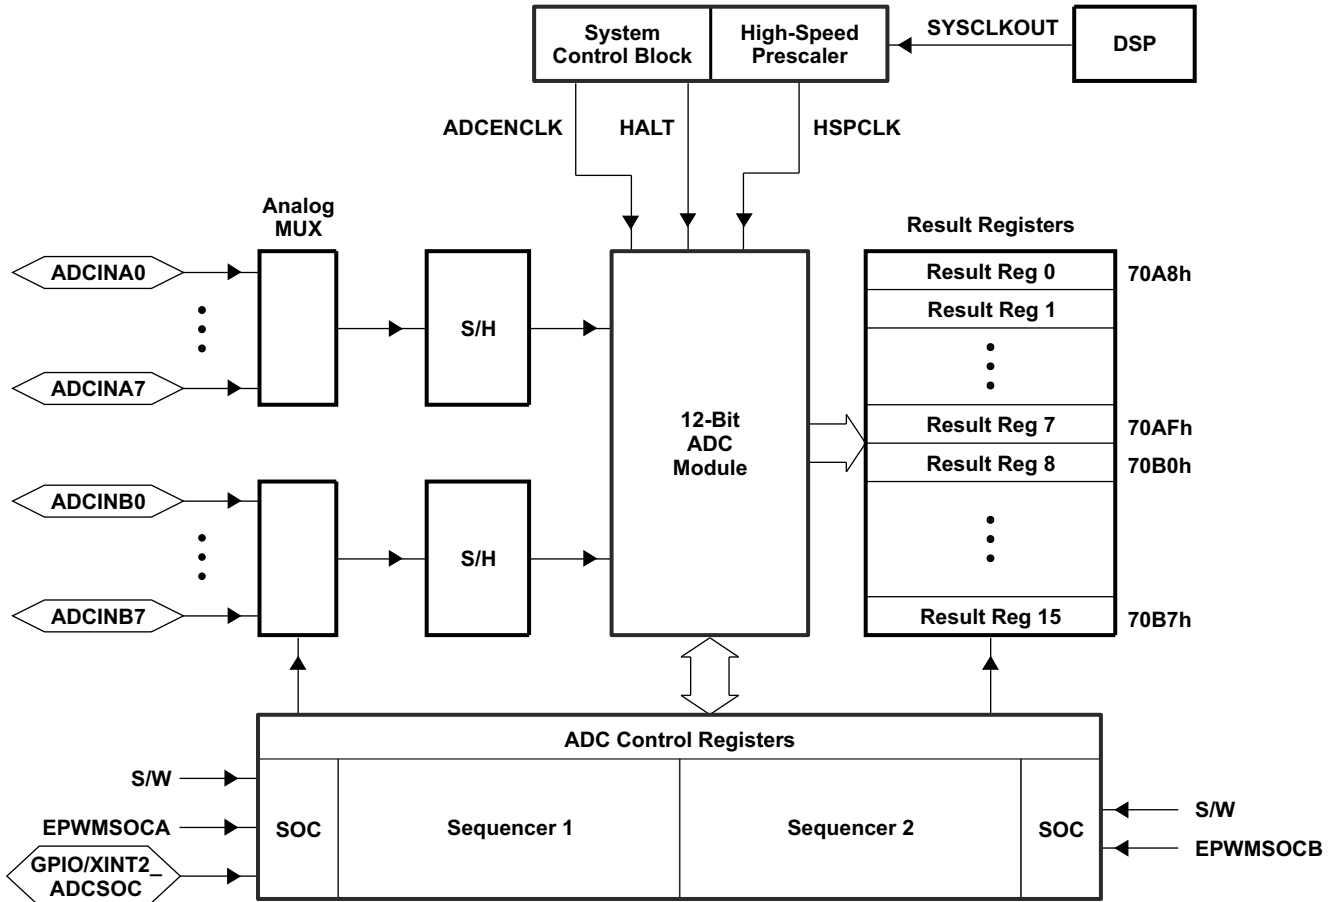 System
Control Block
High-Speed
Prescaler
SYSCLKOUT
DSP
ADCENCLK
HALT
HSPCLK
Analog
MUX
Result Registers
ADCINA0
ADCINA7
S/H
ADCINB0
ADCINB7
S/H
12-Bit
ADC
Module
Result Reg 0
70A8h
Result Reg 1
Result Reg 7
70AFh
Result Reg 8
70B0h
Result Reg 15
70B7h
ADC Control Registers
S/W
EPWMSOCA
GPIO/XINT2_
ADCSOC
SOC
Sequencer 1
Sequencer 2
SOC
S/W
EPWMSOCB